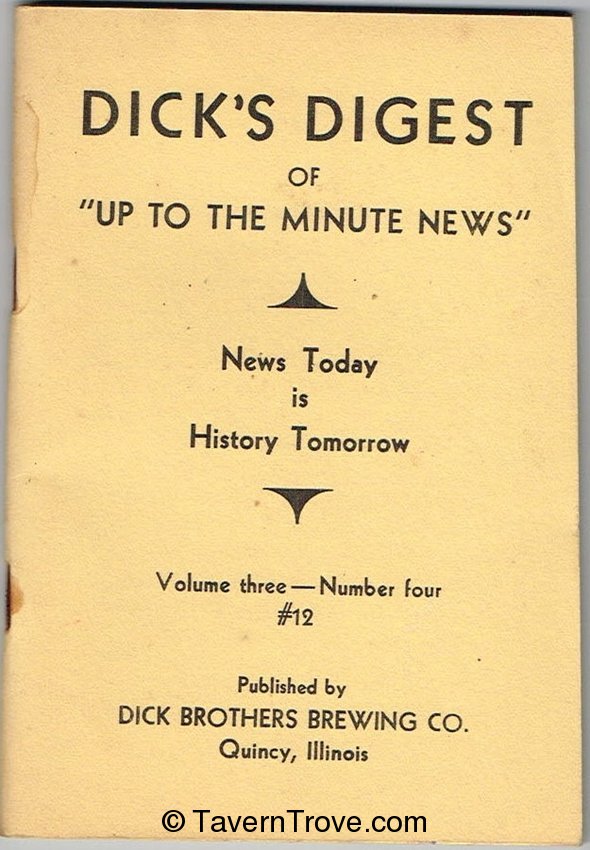 DICK'S DIGEST
OF
"UP TO THE MINUTE NEWS"
News Today
is
History Tomorrow
Volume three — Number four
#12
Published by
DICK BROTHERS BREWING CO.
Quincy, Illinois
© TavernTrove.com